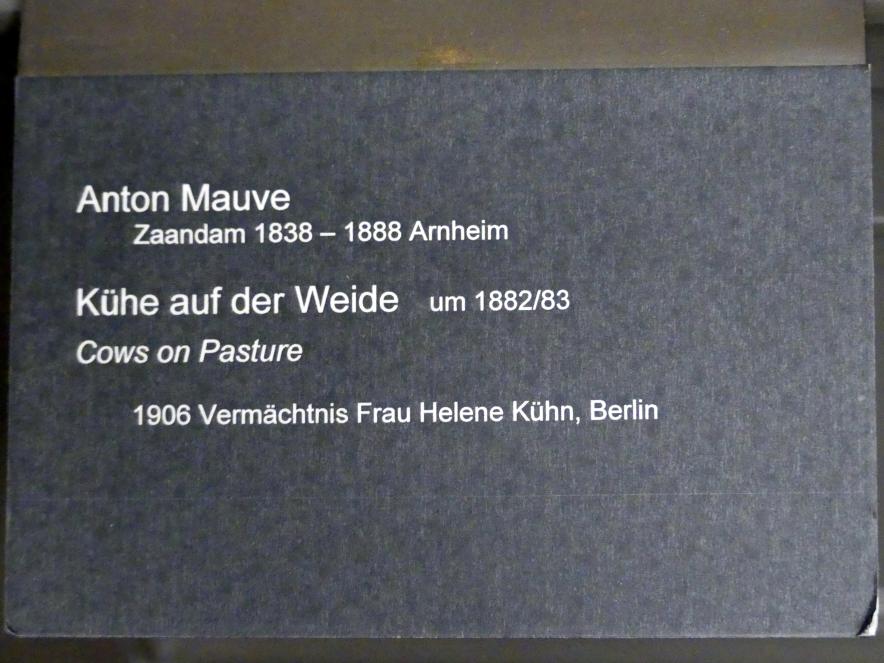 Anton Mauve
Zaandam 1838 – 1888 Arnheim
Kühe auf der Weide um 1882/83
Cows on Pasture
1906 Vermächtnis Frau Helene Kühn, Berlin